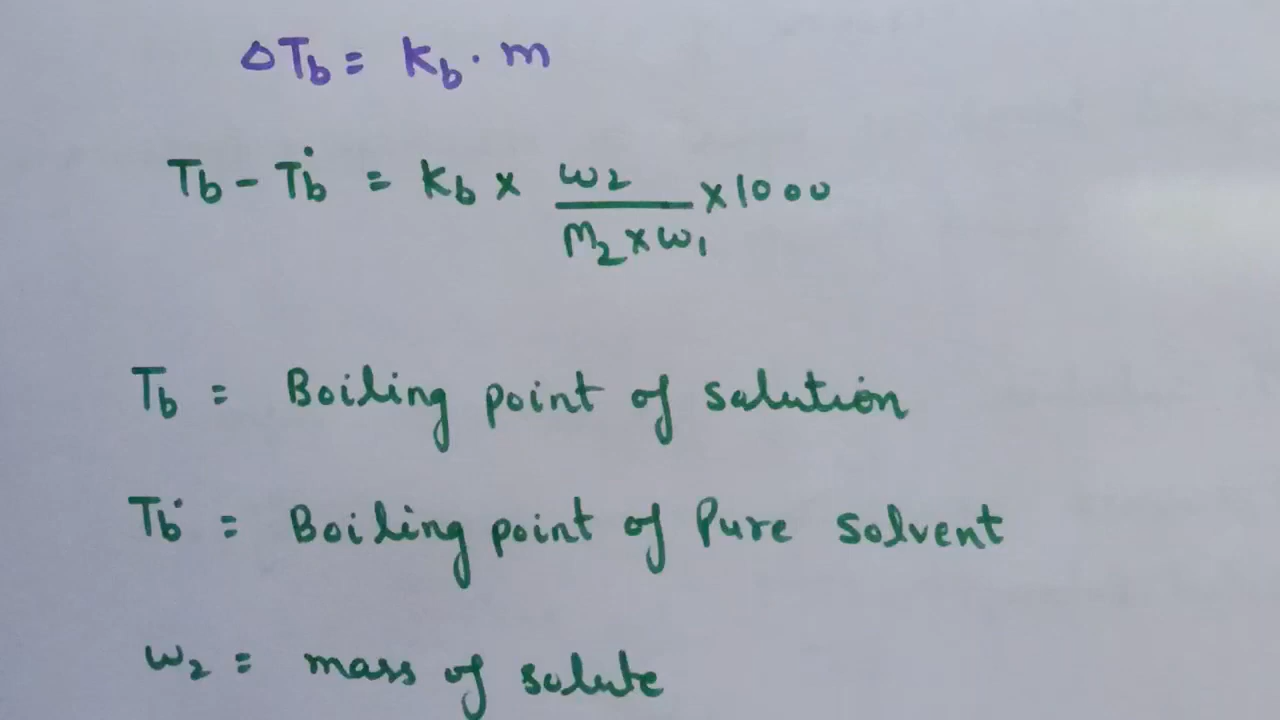 ΔTb = Kb · m
Tb - Tb° = Kb × w2 / M2 × w1 × 1000
Tb = Boiling point of solution
Tb° = Boiling point of Pure solvent
w2 = mass of solute